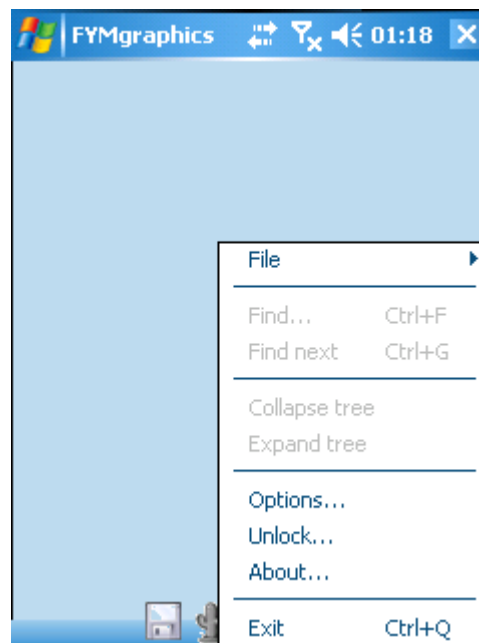 FYMgraphics 01:18
File
Find... Ctrl+F
Find next Ctrl+G
Collapse tree
Expand tree
Options...
Unlock...
About...
Exit Ctrl+Q